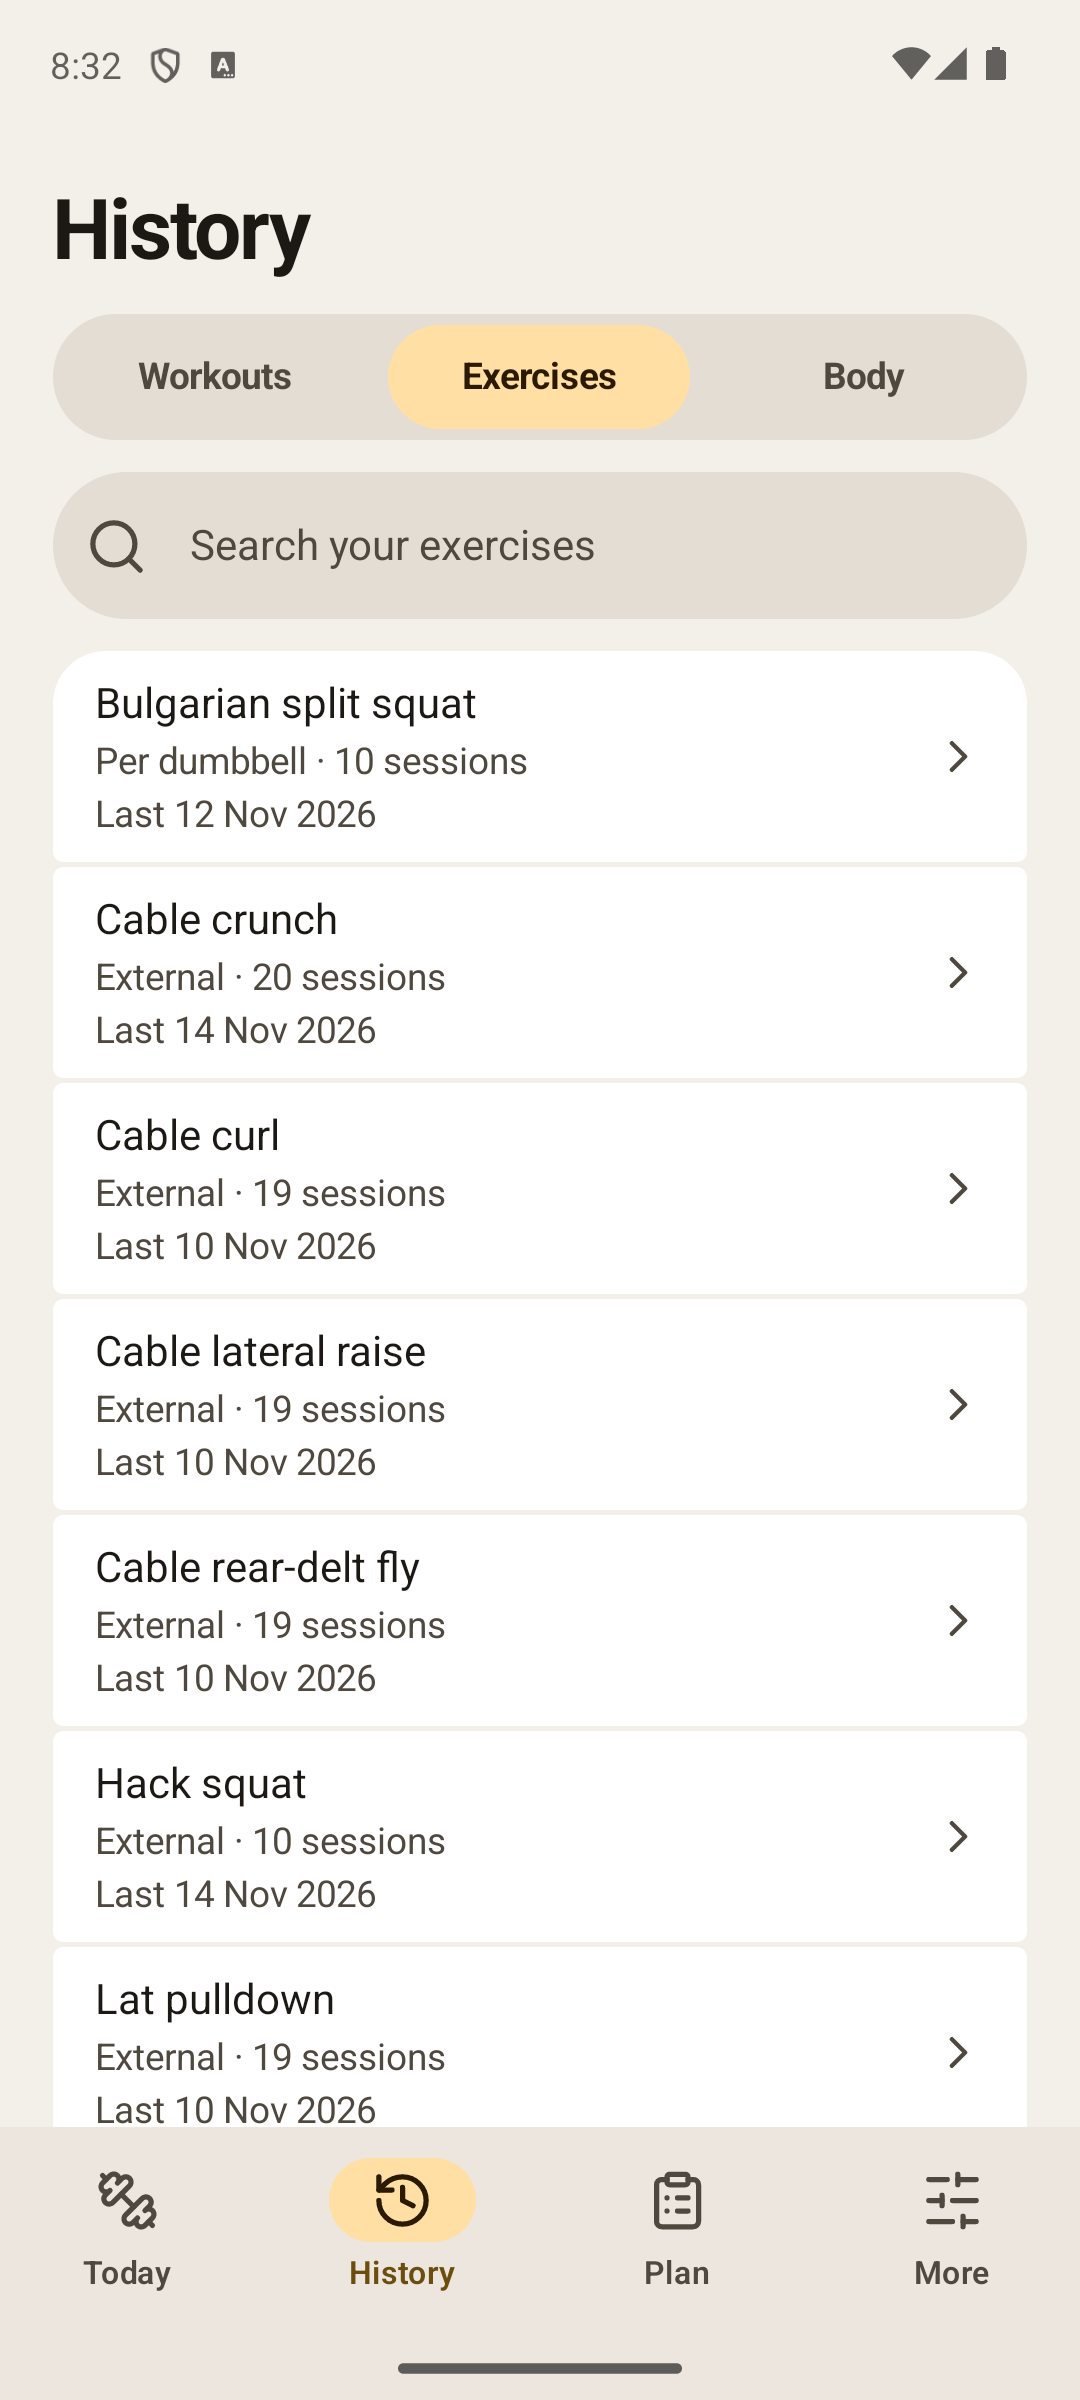 8:32
History
Workouts
Exercises
Body
Search your exercises
Bulgarian split squat
Per dumbbell · 10 sessions
Last 12 Nov 2026
Cable crunch
External · 20 sessions
Last 14 Nov 2026
Cable curl
External · 19 sessions
Last 10 Nov 2026
Cable lateral raise
External · 19 sessions
Last 10 Nov 2026
Cable rear-delt fly
External · 19 sessions
Last 10 Nov 2026
Hack squat
External · 10 sessions
Last 14 Nov 2026
Lat pulldown
External · 19 sessions
Last 10 Nov 2026
Today
History
Plan
More